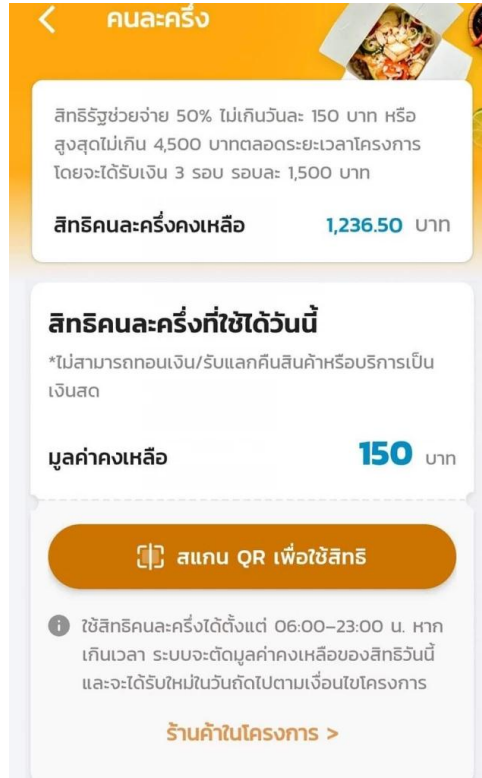 คนละครึ่ง
สิทธิรัฐช่วยจ่าย 50% ไม่เกินวันละ 150 บาท หรือ
สูงสุดไม่เกิน 4,500 บาทตลอดระยะเวลาโครงการ
โดยจะได้รับเงิน 3 รอบ รอบละ 1,500 บาท
สิทธิคนละครึ่งคงเหลือ 1,236.50 บาท
สิทธิคนละครึ่งที่ใช้ได้วันนี้
*ไม่สามารถทอนเงิน/รับแลกคืนสินค้าหรือบริการเป็น
เงินสด
มูลค่าคงเหลือ 150 บาท
สแกน QR เพื่อใช้สิทธิ
ใช้สิทธิคนละครึ่งได้ตั้งแต่ 06:00–23:00 น. หาก
เกินเวลา ระบบจะตัดมูลค่าคงเหลือของสิทธิวันนี้
และจะได้รับใหม่ในวันถัดไปตามเงื่อนไขโครงการ
ร้านค้าในโครงการ >